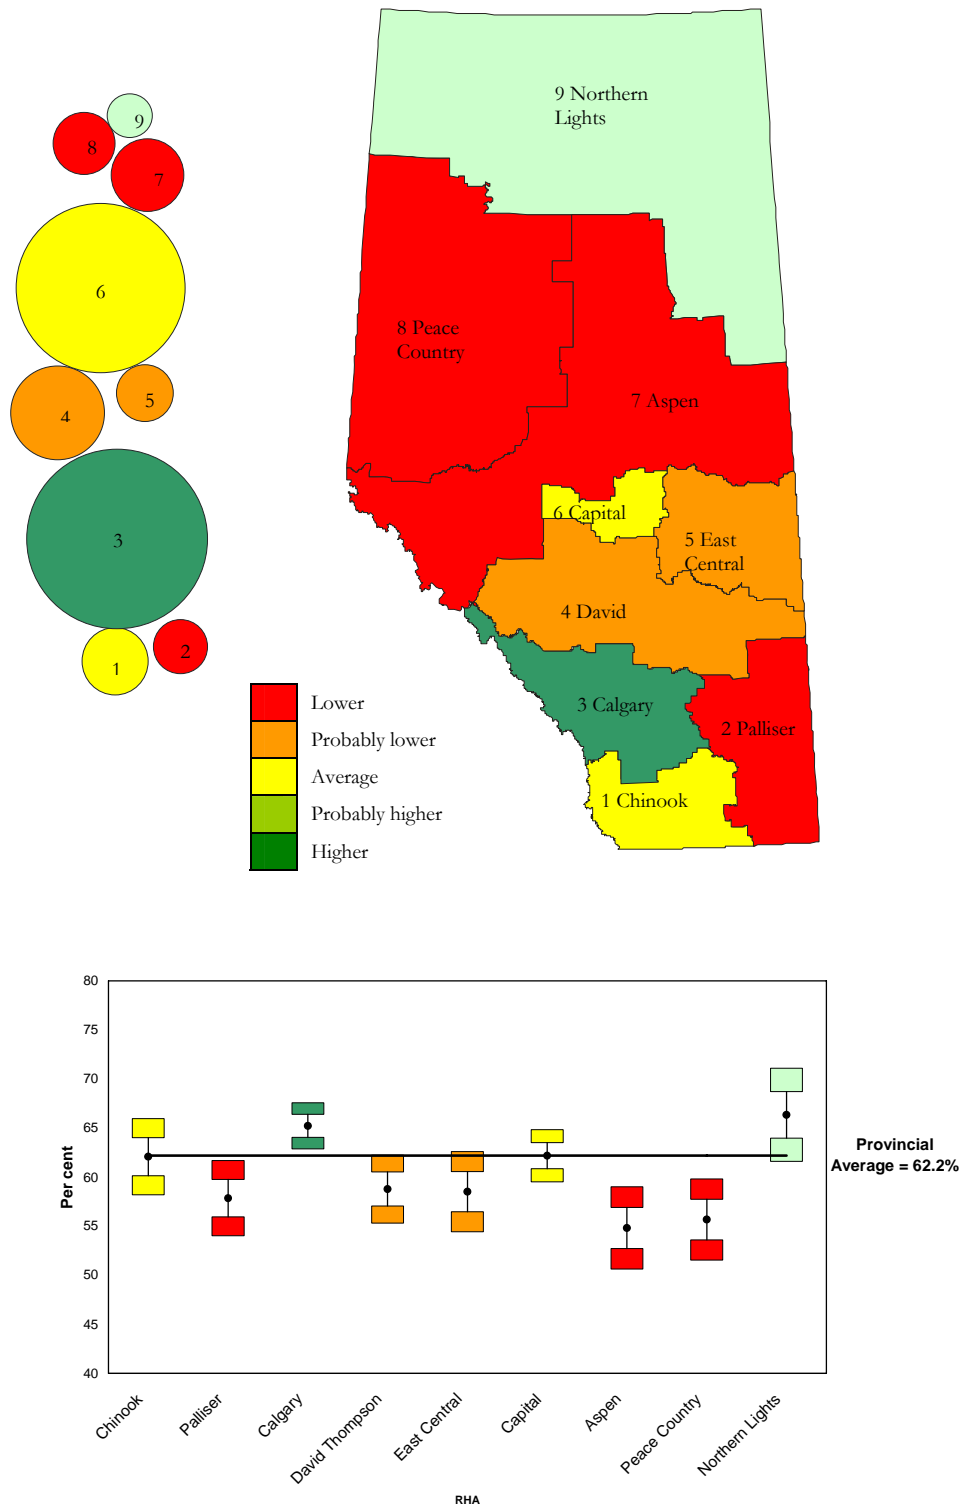 9 Northern
Lights
9
8
7
6
8 Peace
Country
7 Aspen
5
4
6 Capital
5 East
Central
3
4 David
1
2
3 Calgary
2 Palliser
1 Chinook
Lower
Probably lower
Average
Probably higher
Higher
80
75
70
65
60
55
50
45
40
Per cent
Provincial
Average = 62.2%
Chinook
Palliser
Calgary
David Thompson
East Central
Capital
Aspen
Peace Country
Northern Lights
RHA